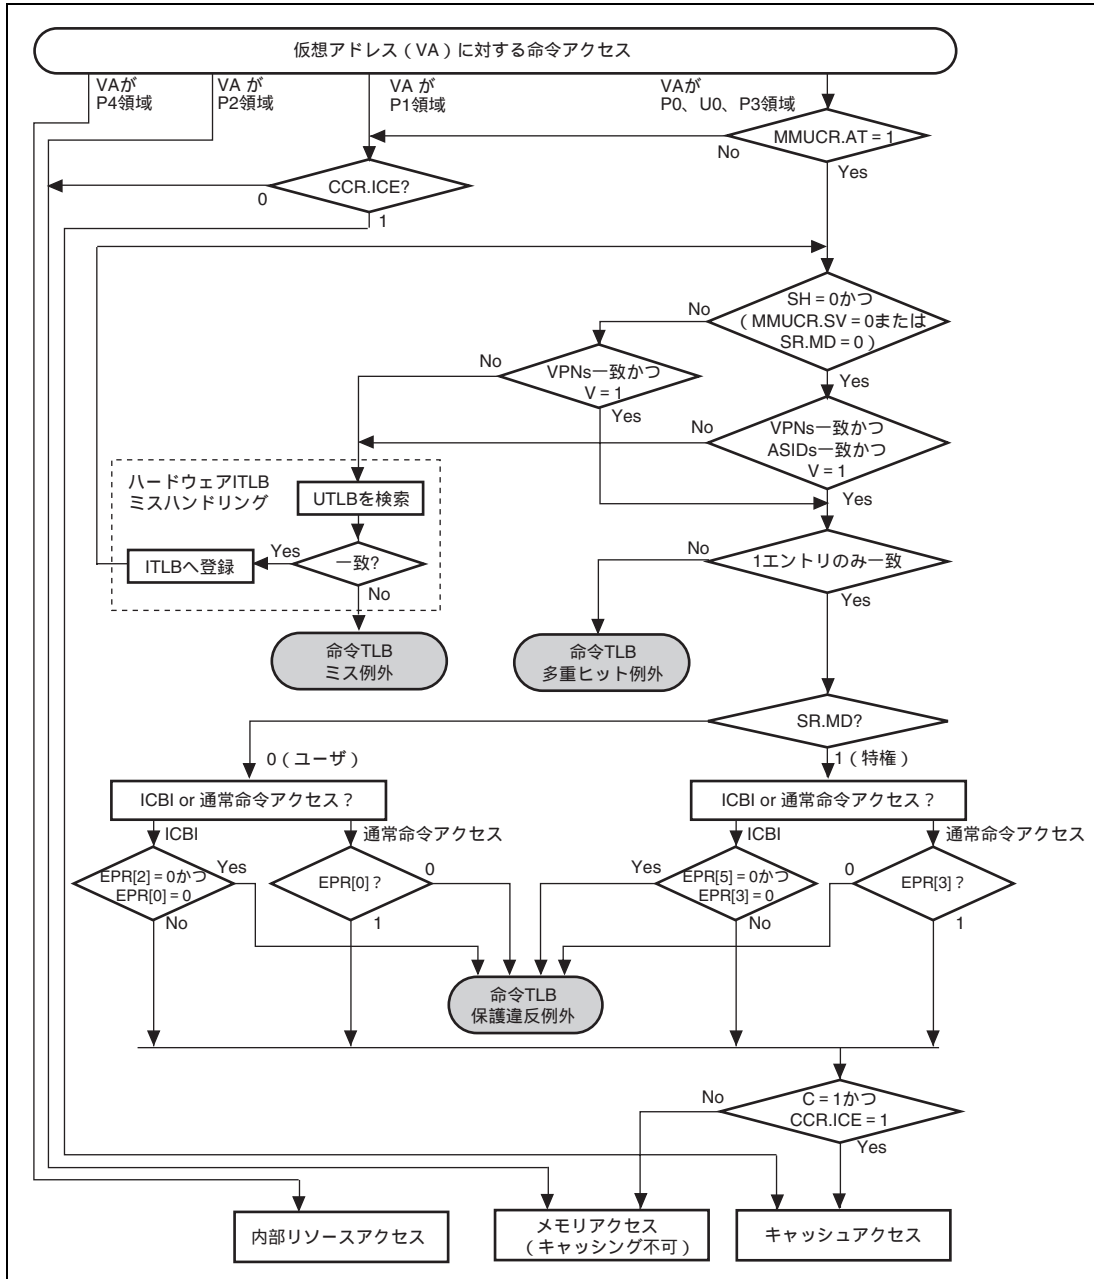 仮想アドレス（VA）に対する命令アクセス
VAが
P4領域
VA が
P2領域
VA が
P1領域
VAが
P0、U0、P3領域
MMUCR.AT = 1
No
Yes
CCR.ICE?
0
1
SH = 0かつ
（MMUCR.SV = 0または
SR.MD = 0）
No
Yes
VPNs一致かつ
V = 1
No
Yes
VPNs一致かつ
ASIDs一致かつ
V = 1
No
Yes
ハードウェアITLB
ミスハンドリング
UTLBを検索
ITLBへ登録
Yes
一致?
No
1エントリのみ一致
No
Yes
命令TLB
ミス例外
命令TLB
多重ヒット例外
SR.MD?
0（ユーザ）
1（特権）
ICBI or 通常命令アクセス？
ICBI or 通常命令アクセス？
ICBI
通常命令アクセス
ICBI
通常命令アクセス
EPR[2] = 0かつ
EPR[0] = 0
Yes
No
EPR[0] ?
0
1
Yes
EPR[5] = 0かつ
EPR[3] = 0
No
0
EPR[3] ?
1
命令TLB
保護違反例外
No
C = 1かつ
CCR.ICE = 1
Yes
内部リソースアクセス
メモリアクセス
（キャッシング不可）
キャッシュアクセス